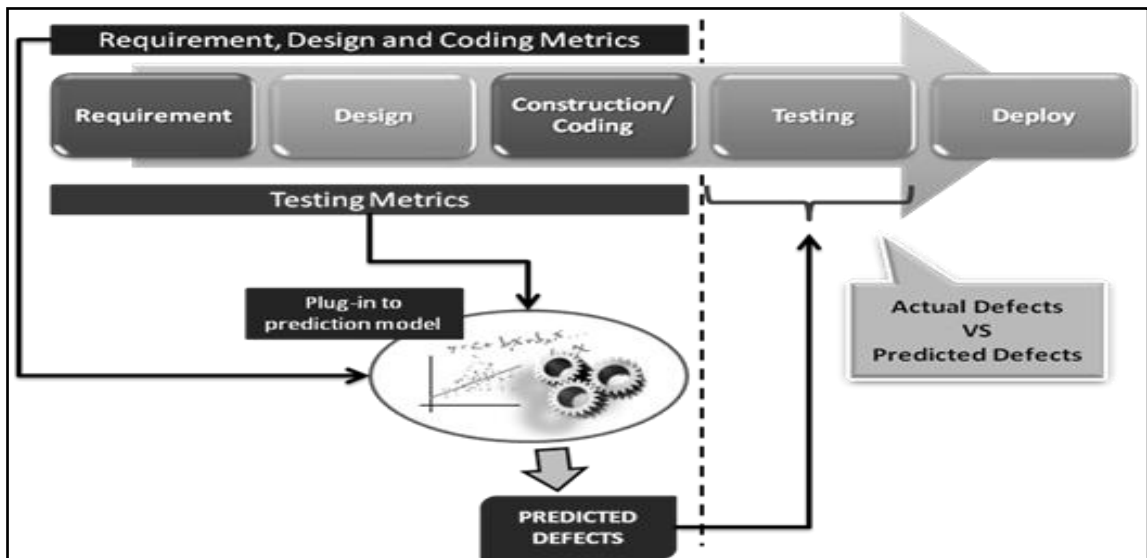 Requirement, Design and Coding Metrics
Requirement
Design
Construction/
Coding
Testing
Deploy
Testing Metrics
Plug-in to
prediction model
Actual Defects
VS
Predicted Defects
PREDICTED
DEFECTS